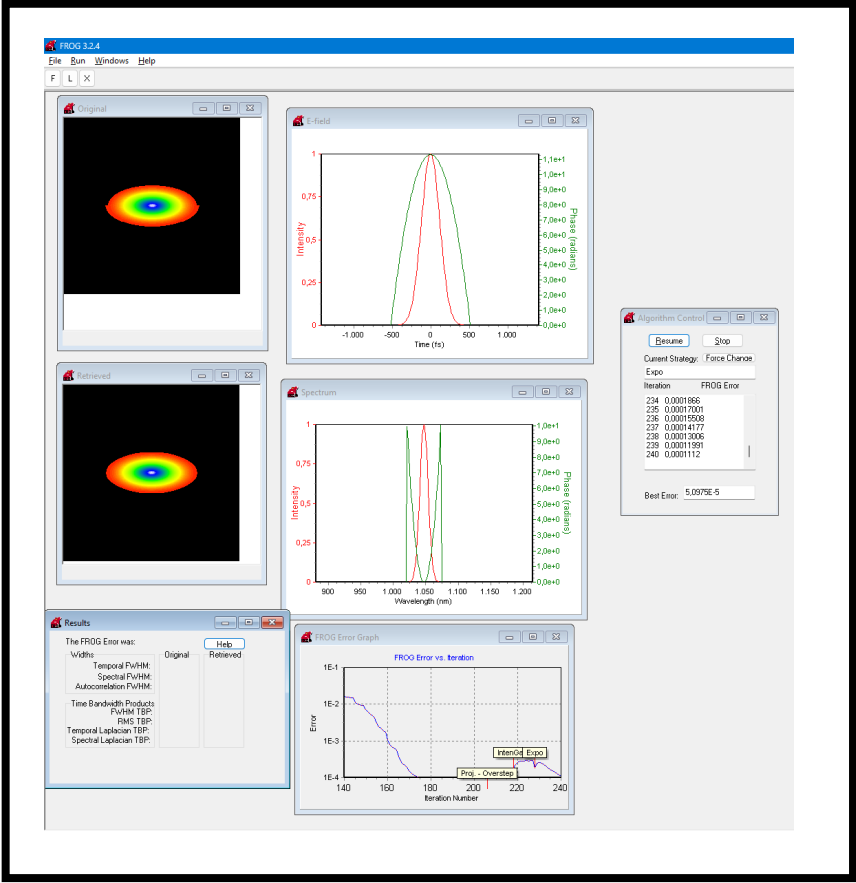 FROG 3.2.4
File Run Windows Help
F L X
Original
E-field
1
0,75
0,5
0,25
0
Intensity
-1.000 -500 0 500 1.000
Time (fs)
1,1e+1
1,0e+1
9,0e+0
8,0e+0
7,0e+0
6,0e+0
5,0e+0
4,0e+0
3,0e+0
2,0e+0
1,0e+0
0,0e+0
Phase (radians)
Algorithm Control
Resume Stop
Current Strategy: Force Change
Expo
Iteration FROG Error
234 0,0001866
235 0,00017001
236 0,00015508
237 0,00014177
238 0,00013006
239 0,00011991
240 0,0001112
Best Error: 5,0975E-5
Retrieved
Spectrum
1
0,75
0,5
0,25
0
Intensity
900 950 1.000 1.050 1.100 1.150 1.200
Wavelength (nm)
1,0e+1
9,0e+0
8,0e+0
7,0e+0
6,0e+0
5,0e+0
4,0e+0
3,0e+0
2,0e+0
1,0e+0
0,0e+0
Phase (radians)
Results
The FROG Error was: Help
Widths Original Retrieved
Temporal FWHM:
Spectral FWHM:
Autocorrelation FWHM:
Time Bandwidth Products
FWHM TBP:
RMS TBP:
Temporal Laplacian TBP:
Spectral Laplacian TBP:
FROG Error Graph
FROG Error vs. Iteration
1E-1
1E-2
1E-3
1E-4
Error
IntenGe Expo
Proj. - Overstep
140 160 180 200 220 240
Iteration Number